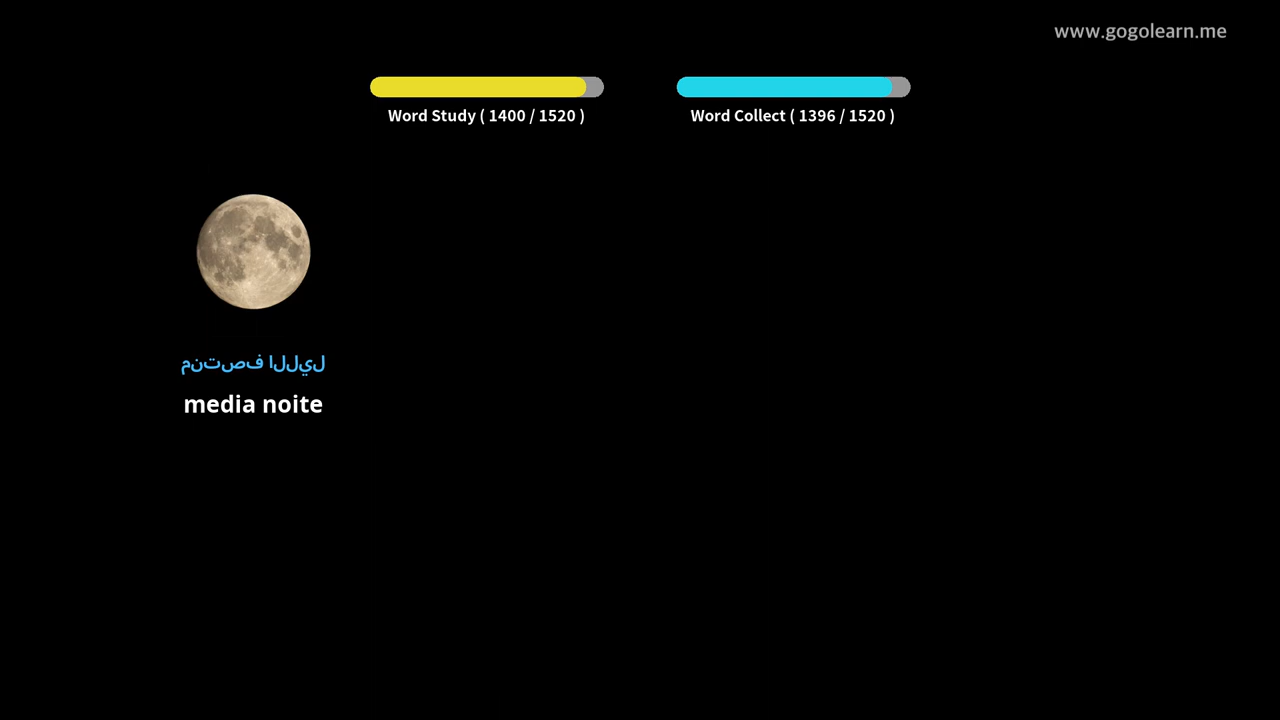 www.gogolearn.me
Word Study ( 1400 / 1520 )
Word Collect ( 1396 / 1520 )
منتصف الليل
media noite